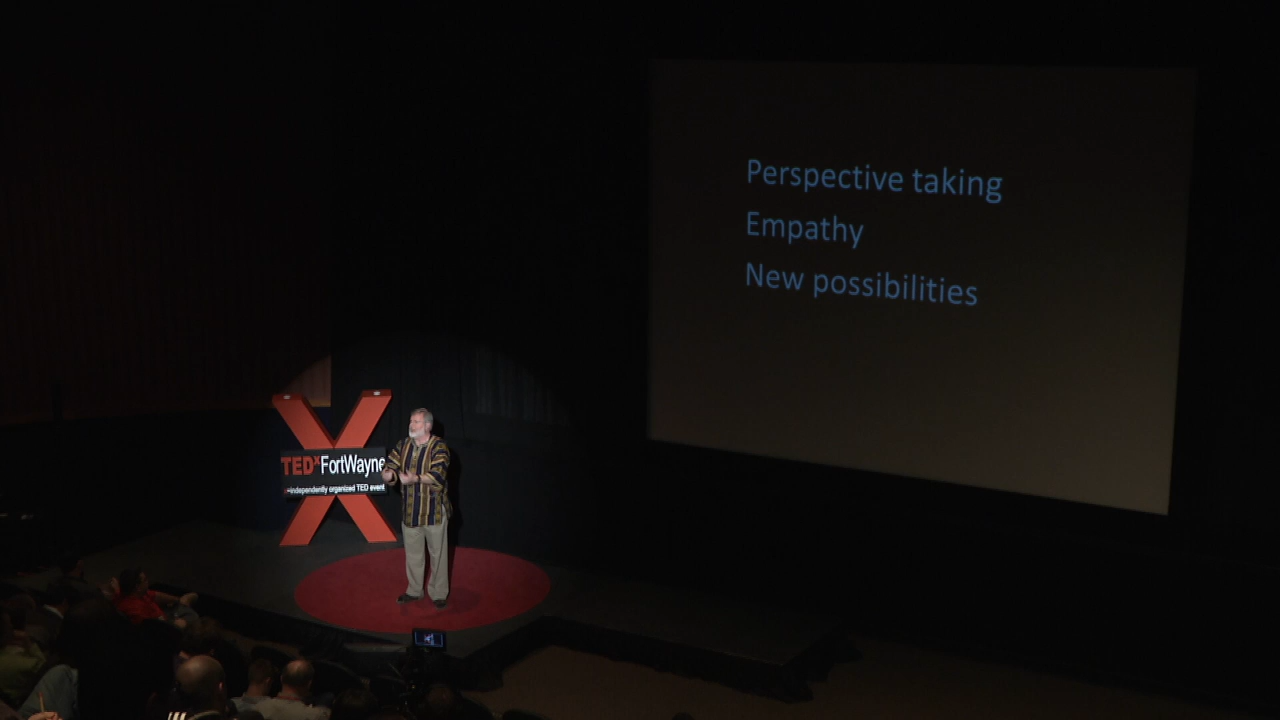 Perspective taking
Empathy
New possibilities
TEDxFortWayne
x=independently organized TED event